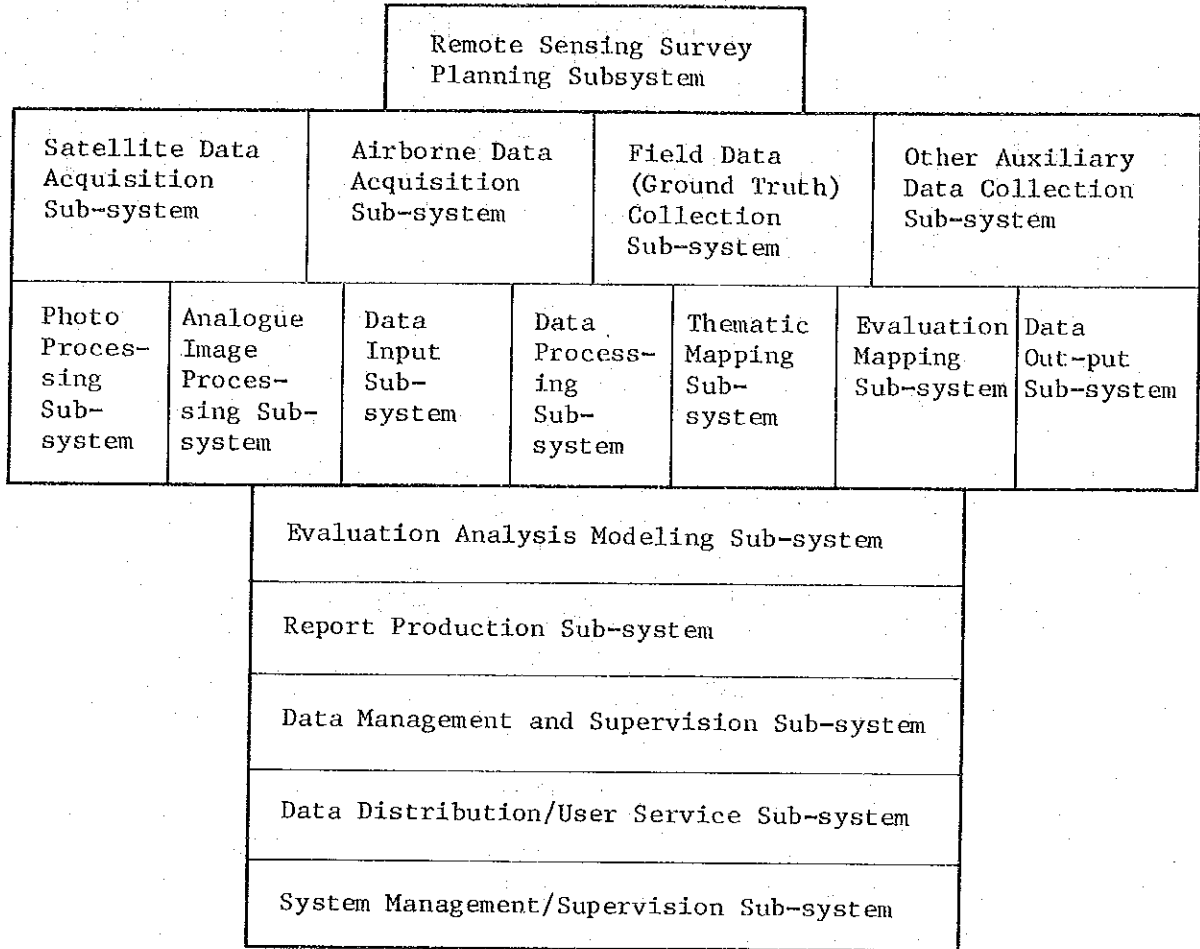 Remote Sensing Survey
Planning Subsystem
Satellite Data
Acquisition
Sub-system
Airborne Data
Acquisition
Sub-system
Field Data
(Ground Truth)
Collection
Sub-system
Other Auxiliary
Data Collection
Sub-system
Photo
Proces-
sing
Sub-
system
Analogue
Image
Proces-
sing Sub-
system
Data
Input
Sub-
system
Data
Process-
ing
Sub-
system
Thematic
Mapping
Sub-
system
Evaluation
Mapping
Sub-system
Data
Out-put
Sub-system
Evaluation Analysis Modeling Sub-system
Report Production Sub-system
Data Management and Supervision Sub-system
Data Distribution/User Service Sub-system
System Management/Supervision Sub-system